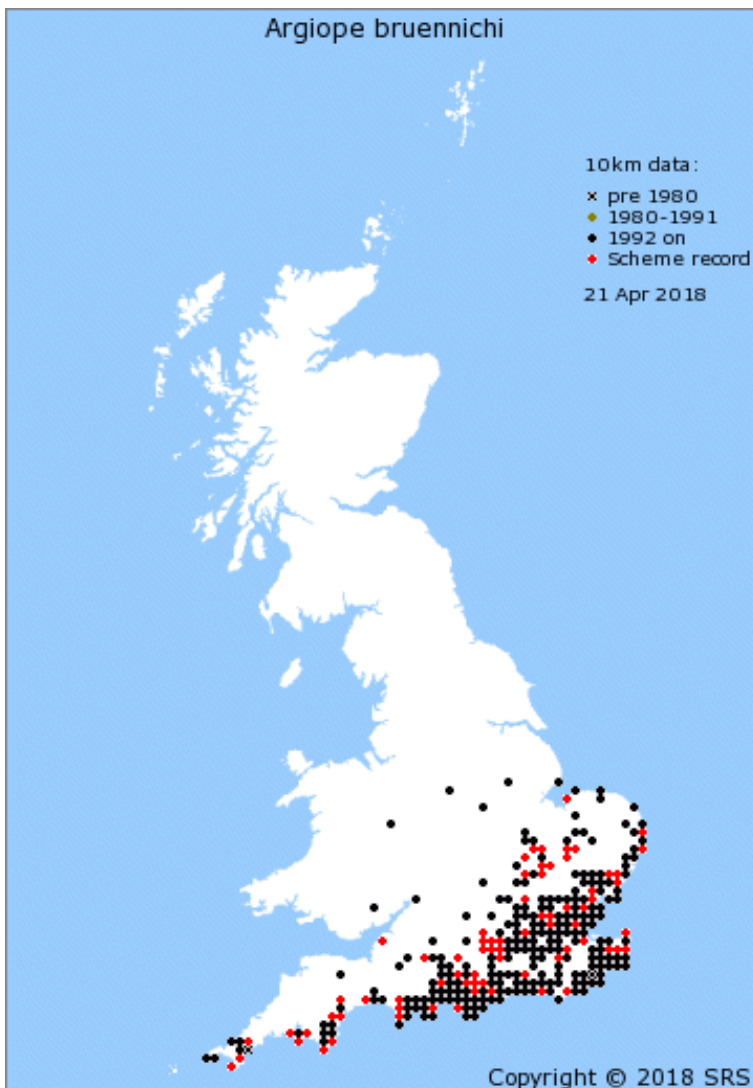 Argiope bruennichi
10km data:
pre 1980
1980-1991
1992 on
Scheme record
21 Apr 2018
Copyright © 2018 SRS